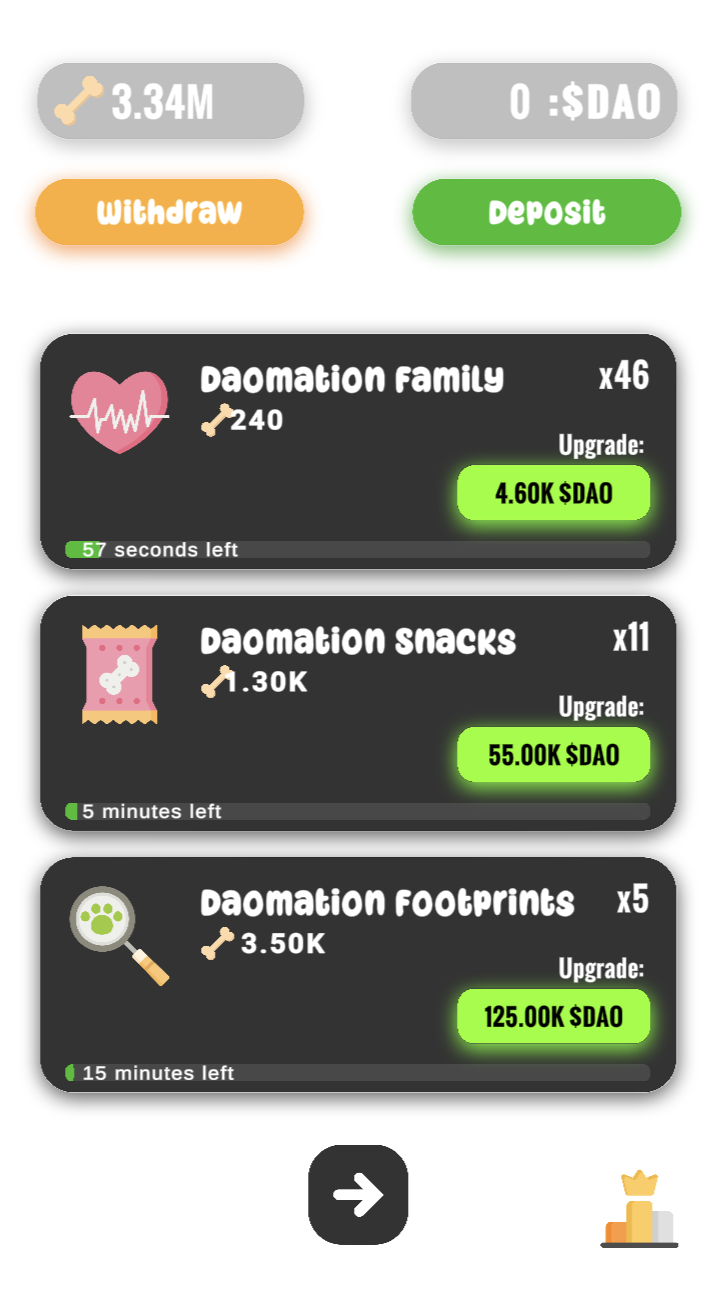 3.34M
0 :$DAO
Withdraw
Deposit
Daomation Family
x46
240
Upgrade:
4.60K $DAO
57 seconds left
Daomation Snacks
x11
1.30K
Upgrade:
55.00K $DAO
5 minutes left
Daomation Footprints
x5
3.50K
Upgrade:
125.00K $DAO
15 minutes left